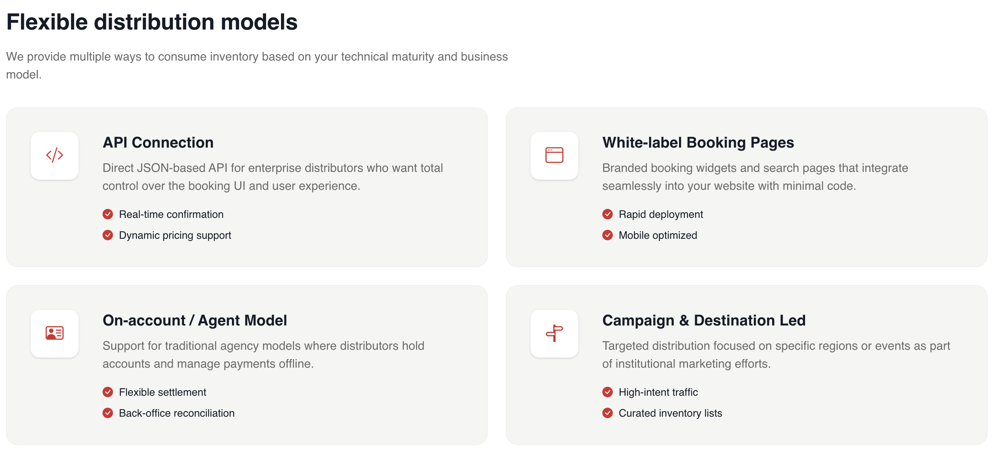 Flexible distribution models
We provide multiple ways to consume inventory based on your technical maturity and business
model.
API Connection
Direct JSON-based API for enterprise distributors who want total
control over the booking UI and user experience.
Real-time confirmation
Dynamic pricing support
White-label Booking Pages
Branded booking widgets and search pages that integrate
seamlessly into your website with minimal code.
Rapid deployment
Mobile optimized
On-account / Agent Model
Support for traditional agency models where distributors hold
accounts and manage payments offline.
Flexible settlement
Back-office reconciliation
Campaign & Destination Led
Targeted distribution focused on specific regions or events as part
of institutional marketing efforts.
High-intent traffic
Curated inventory lists